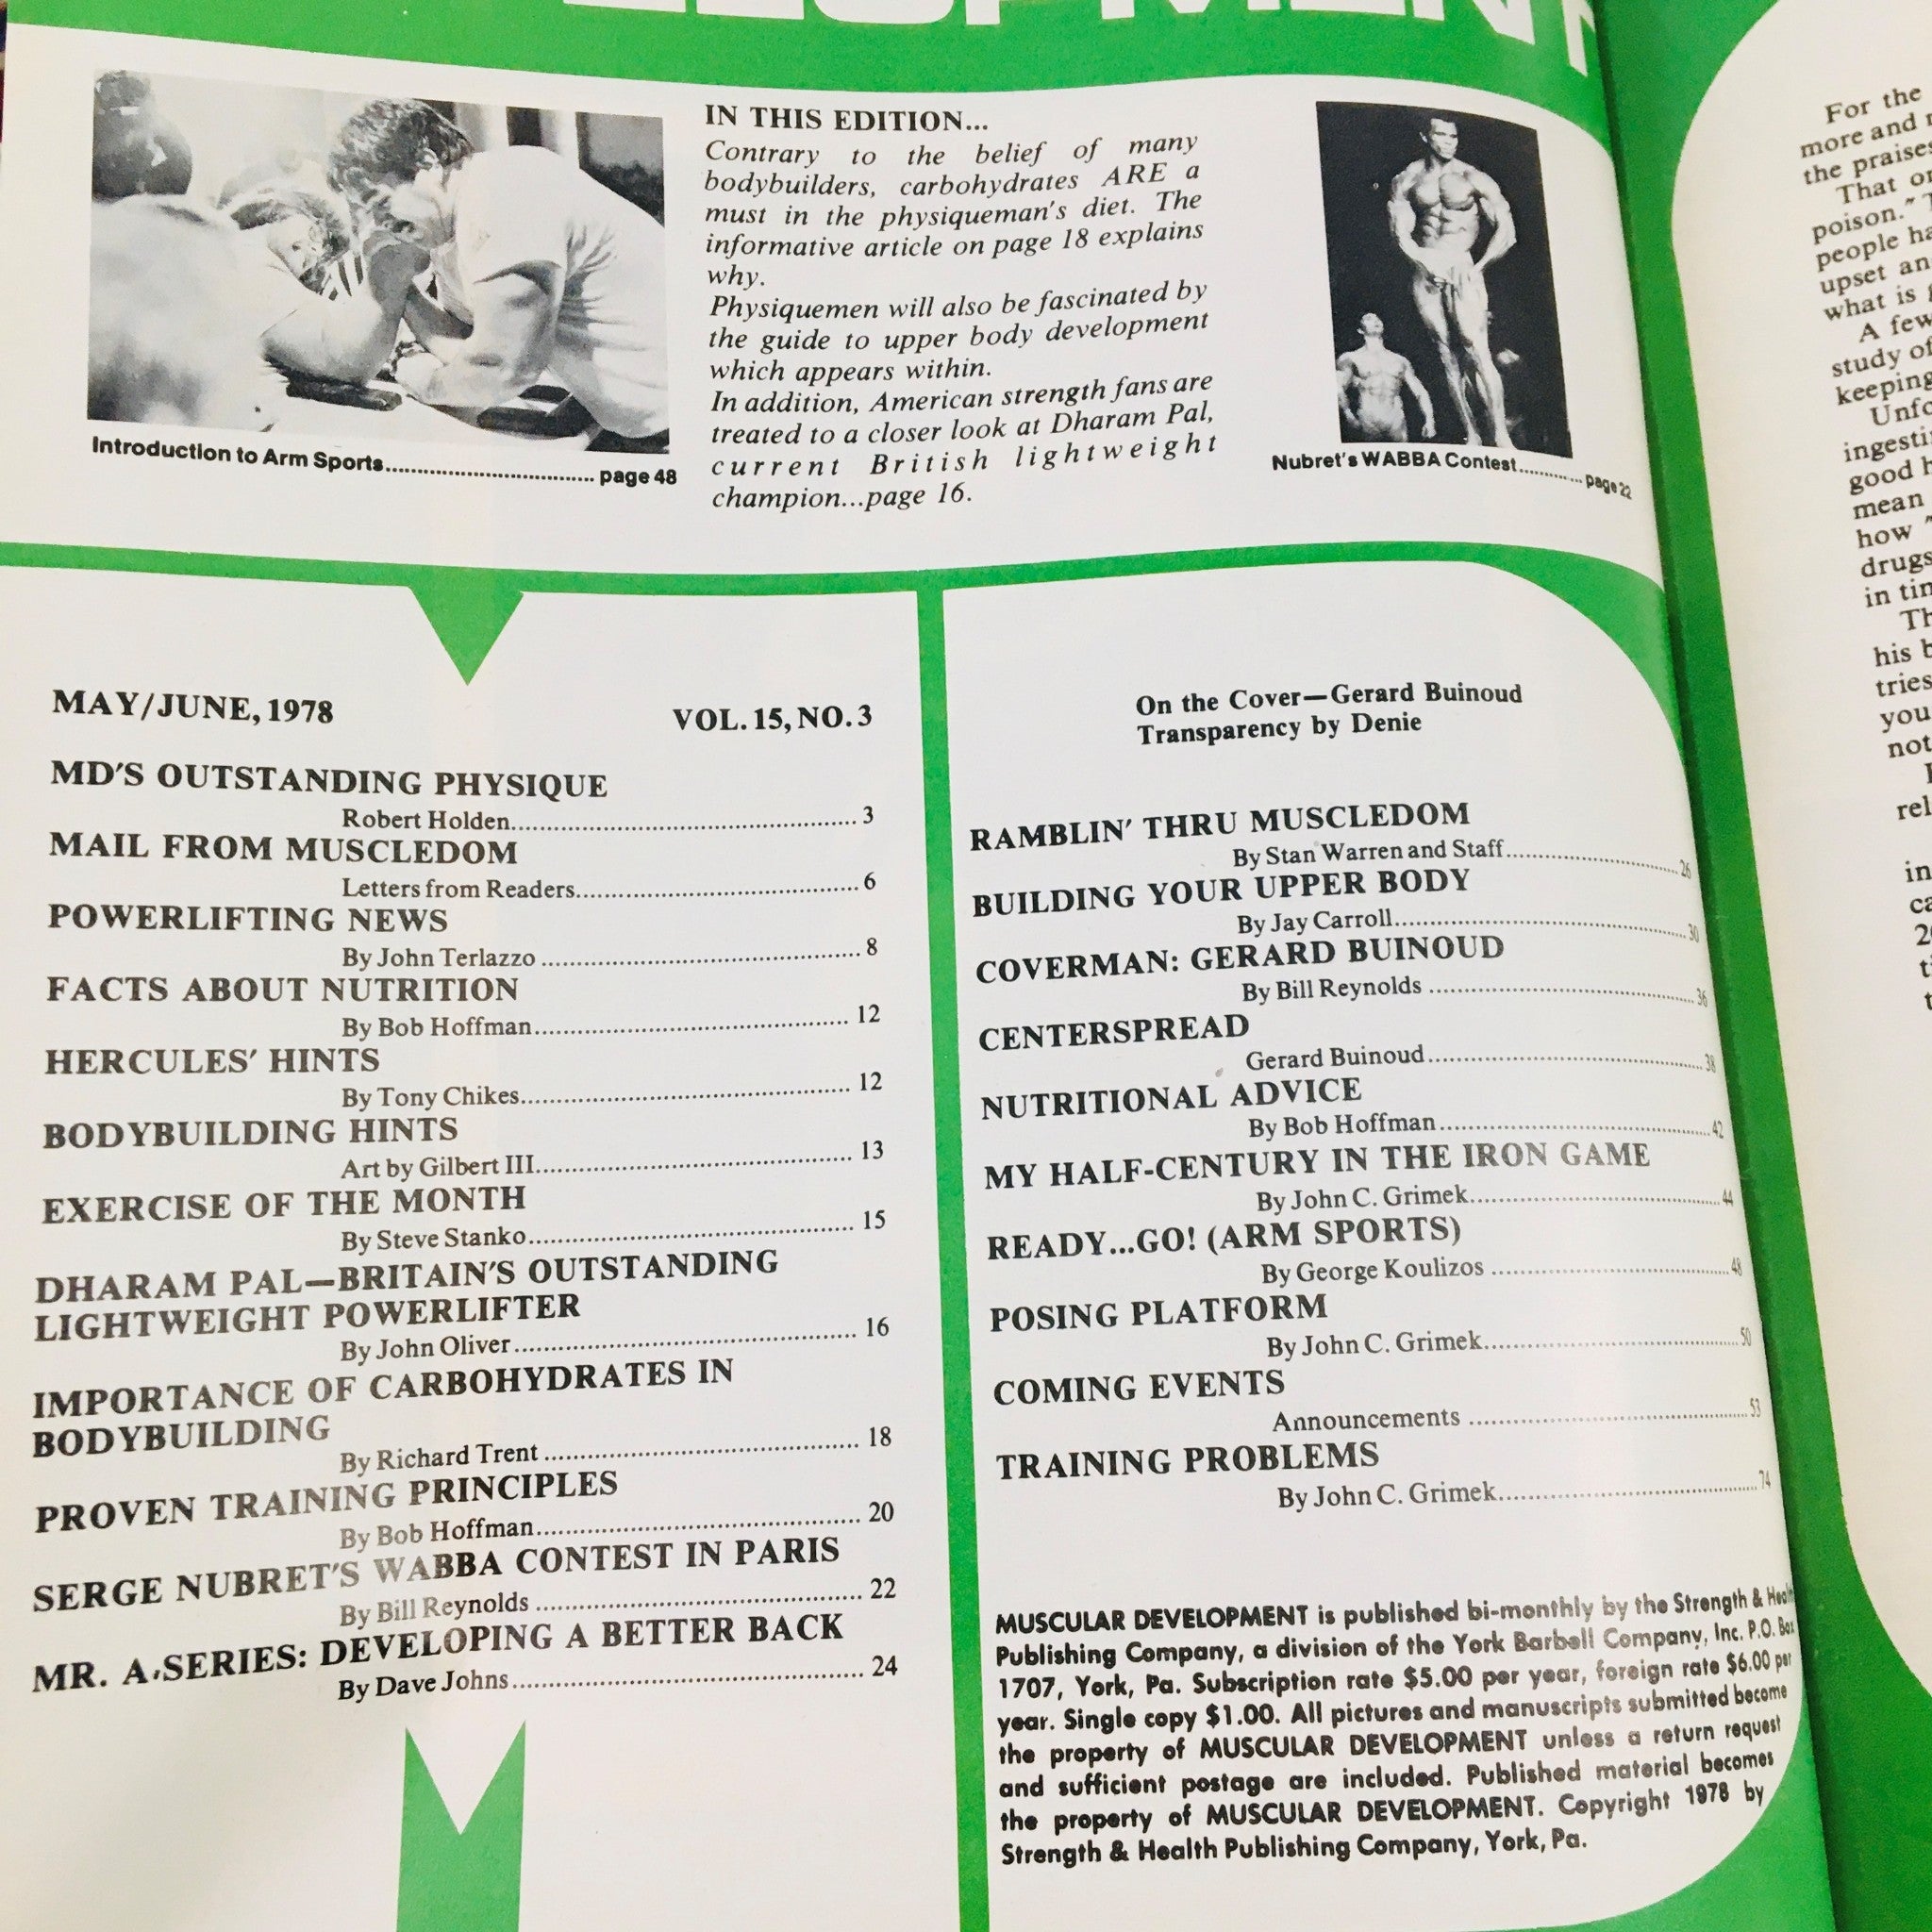 IN THIS EDITION...
Contrary to the belief of many
bodybuilders, carbohydrates ARE a
must in the physiqueman's diet. The
informative article on page 18 explains
why.
Physiquemen will also be fascinated by
the guide to upper body development
which appears within.
In addition, American strength fans are
treated to a closer look at Dharam Pal,
current British lightweight
champion...page 16.
Introduction to Arm Sports.................................. page 48
Nubret's WABBA Contest............ page 22
MAY/JUNE, 1978
VOL. 15, NO. 3
MD'S OUTSTANDING PHYSIQUE
Robert Holden.................................................. 3
MAIL FROM MUSCLEDOM
Letters from Readers......................................... 6
POWERLIFTING NEWS
By John Terlazzo .............................................. 8
FACTS ABOUT NUTRITION
By Bob Hoffman.............................................. 12
HERCULES' HINTS
By Tony Chikes................................................ 12
BODYBUILDING HINTS
Art by Gilbert III.............................................. 13
EXERCISE OF THE MONTH
By Steve Stanko............................................... 15
DHARAM PAL—BRITAIN'S OUTSTANDING
LIGHTWEIGHT POWERLIFTER
By John Oliver................................................. 16
IMPORTANCE OF CARBOHYDRATES IN
BODYBUILDING
By Richard Trent .............................................. 18
PROVEN TRAINING PRINCIPLES
By Bob Hoffman............................................... 20
SERGE NUBRET'S WABBA CONTEST IN PARIS
By Bill Reynolds ............................................... 22
MR. A. SERIES: DEVELOPING A BETTER BACK
By Dave Johns.................................................. 24
On the Cover—Gerard Buinoud
Transparency by Denie
RAMBLIN' THRU MUSCLEDOM
By Stan Warren and Staff............................ 26
BUILDING YOUR UPPER BODY
By Jay Carroll............................................ 30
COVERMAN: GERARD BUINOUD
By Bill Reynolds ........................................ 36
CENTERSPREAD
Gerard Buinoud.......................................... 38
NUTRITIONAL ADVICE
By Bob Hoffman......................................... 42
MY HALF-CENTURY IN THE IRON GAME
By John C. Grimek...................................... 44
READY...GO! (ARM SPORTS)
By George Koulizos ..................................... 48
POSING PLATFORM
By John C. Grimek...................................... 50
COMING EVENTS
Announcements .......................................... 53
TRAINING PROBLEMS
By John C. Grimek...................................... 74
MUSCULAR DEVELOPMENT is published bi-monthly by the Strength & Health
Publishing Company, a division of the York Barbell Company, Inc. P.O. Box
1707, York, Pa. Subscription rate $5.00 per year, foreign rate $6.00 per
year. Single copy $1.00. All pictures and manuscripts submitted become
the property of MUSCULAR DEVELOPMENT unless a return request
and sufficient postage are included. Published material becomes
the property of MUSCULAR DEVELOPMENT. Copyright 1978 by
Strength & Health Publishing Company, York, Pa.
For the
more and
the praises
That
poison."
people
upset
what is
A few
study of
keeping
good
mean
how
drugs
in
his
tries
you
not